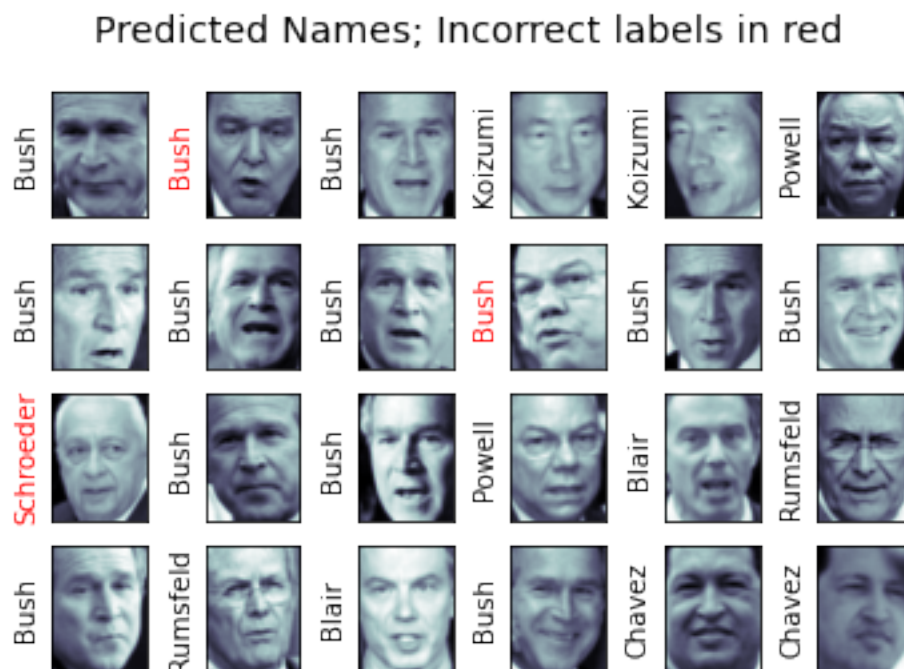 Predicted Names; Incorrect labels in red
Bush
Bush
Bush
Koizumi
Koizumi
Powell
Bush
Bush
Bush
Bush
Bush
Bush
Schroeder
Bush
Bush
Powell
Blair
Rumsfeld
Bush
Rumsfeld
Blair
Bush
Chavez
Chavez